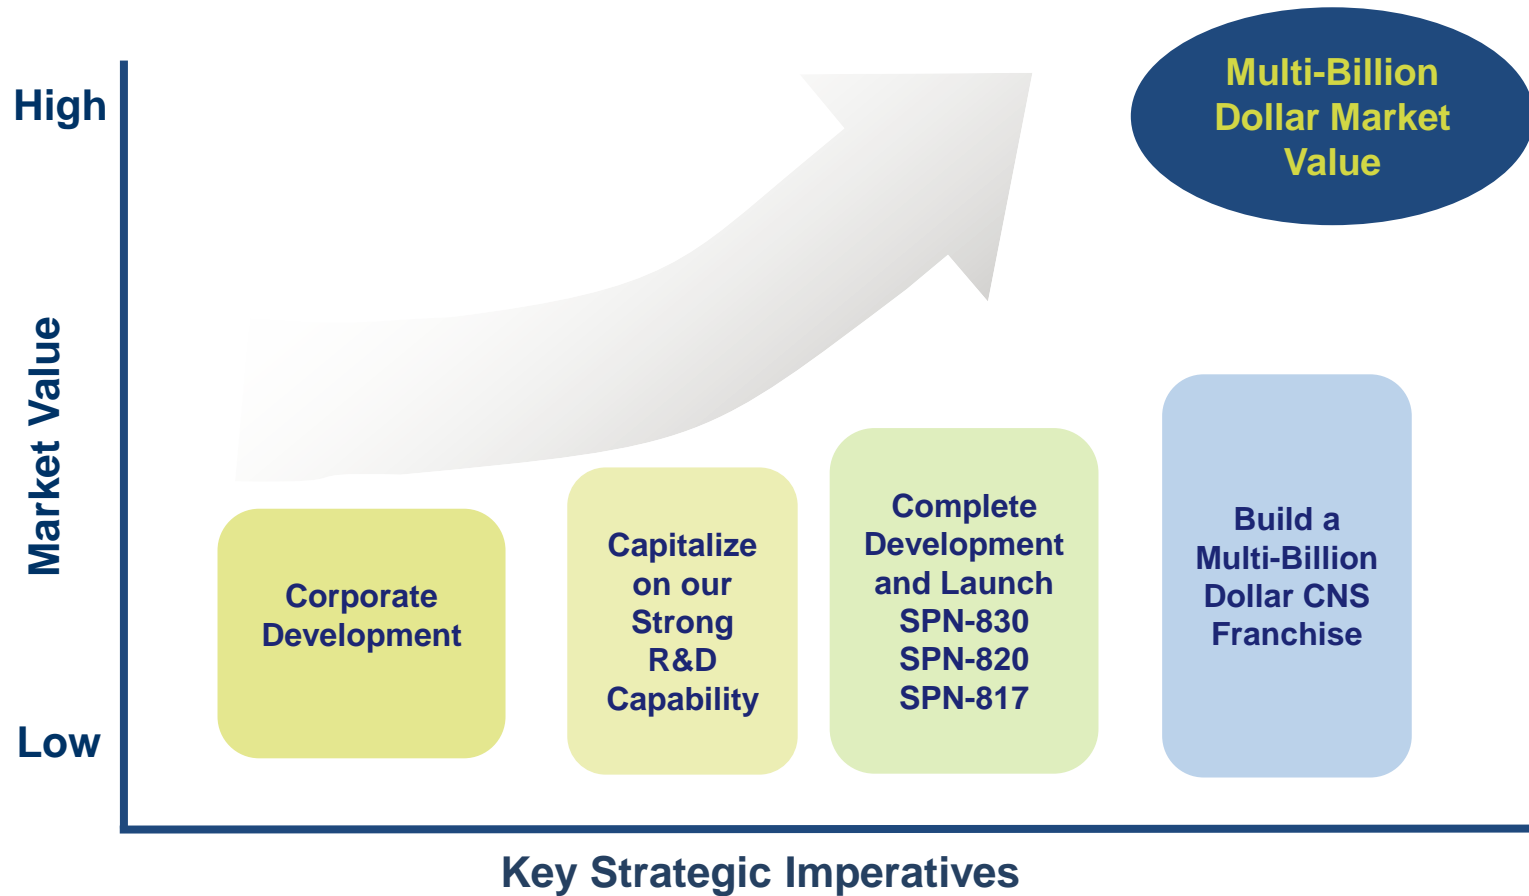 High
Market Value
Low
Multi-Billion
Dollar Market
Value
Corporate
Development
Capitalize
on our
Strong
R&D
Capability
Complete
Development
and Launch
SPN-830
SPN-820
SPN-817
Build a
Multi-Billion
Dollar CNS
Franchise
Key Strategic Imperatives